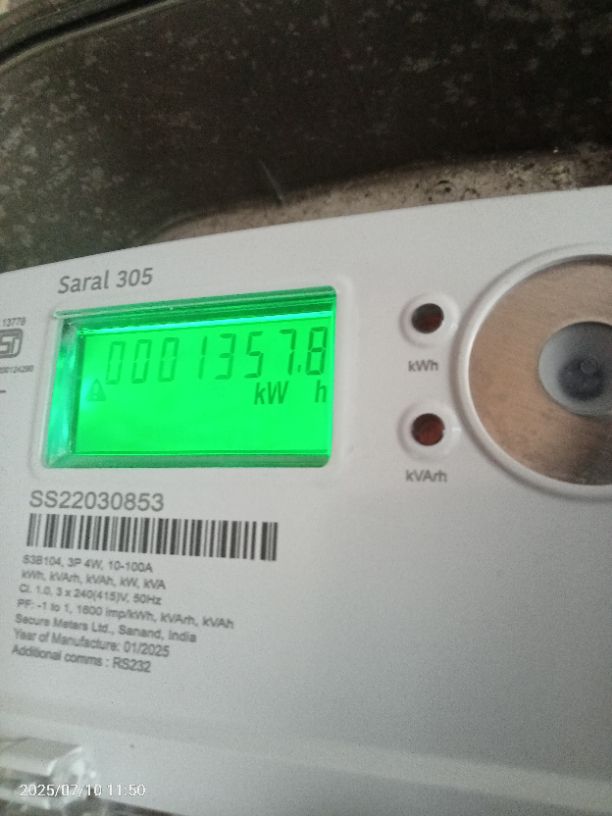 Saral 305
13779
0001357.8
kW h
kWh
kVArh
SS22030853
S3B104, 3P 4W, 10-100A
kWh, kVArh, kVAh, kW, kVA
Cl. 1.0, 3 x 240(415)V, 50Hz
PF: -1 to 1, 1600 imp/kWh, kVArh, kVAh
Secure Meters Ltd., Sanand, India
Year of Manufacture: 01/2025
Additional comms : RS232
2025/07/10 11:50